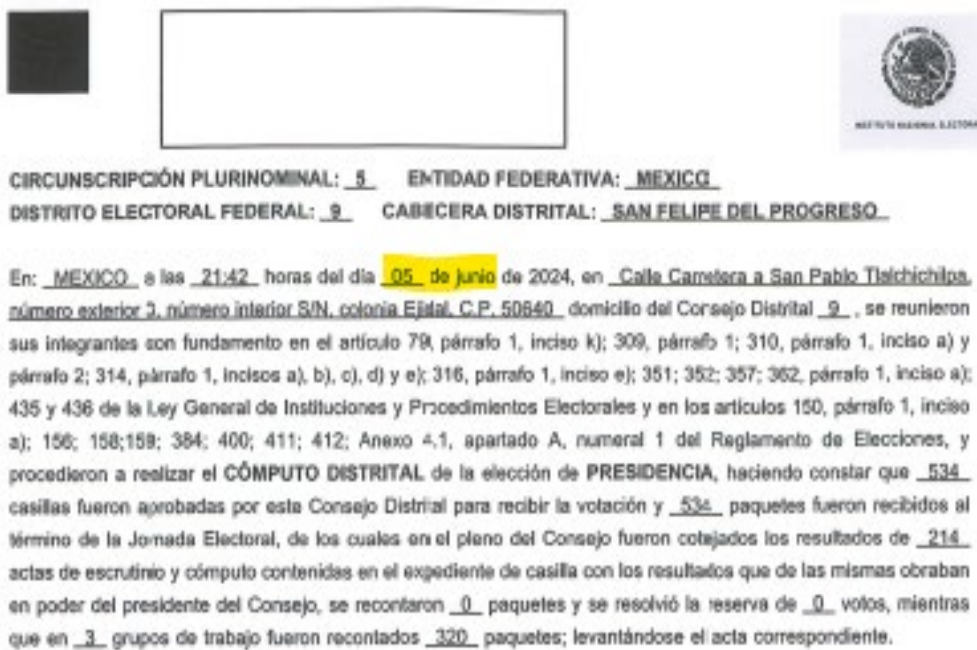 INSTITUTO NACIONAL ELECTORAL
CIRCUNSCRIPCIÓN PLURINOMINAL: 5 ENTIDAD FEDERATIVA: MEXICO
DISTRITO ELECTORAL FEDERAL: 9 CABECERA DISTRITAL: SAN FELIPE DEL PROGRESO
En: MEXICO a las 21:42 horas del día 05 de junio de 2024, en Calle Carretera a San Pablo Tlalchichilpa,
número exterior 3, número interior S/N, colonia Ejidal, C.P. 50640 domicilio del Consejo Distrital 9 , se reunieron
sus integrantes con fundamento en el artículo 79, párrafo 1, inciso k); 309, párrafo 1; 310, párrafo 1, inciso a) y
párrafo 2; 314, párrafo 1, incisos a), b), c), d) y e); 316, párrafo 1, inciso e); 351; 352; 357; 362, párrafo 1, inciso a);
435 y 436 de la Ley General de Instituciones y Procedimientos Electorales y en los artículos 150, párrafo 1, inciso
a); 156; 158;159; 384; 400; 411; 412; Anexo 4.1, apartado A, numeral 1 del Reglamento de Elecciones, y
procedieron a realizar el CÓMPUTO DISTRITAL de la elección de PRESIDENCIA, haciendo constar que 534
casillas fueron aprobadas por este Consejo Distrital para recibir la votación y 534 paquetes fueron recibidos al
término de la Jornada Electoral, de los cuales en el pleno del Consejo fueron cotejados los resultados de 214
actas de escrutinio y cómputo contenidas en el expediente de casilla con los resultados que de las mismas obraban
en poder del presidente del Consejo, se recontaron 0 paquetes y se resolvió la reserva de 0 votos, mientras
que en 3 grupos de trabajo fueron recontados 320 paquetes; levantándose el acta correspondiente.